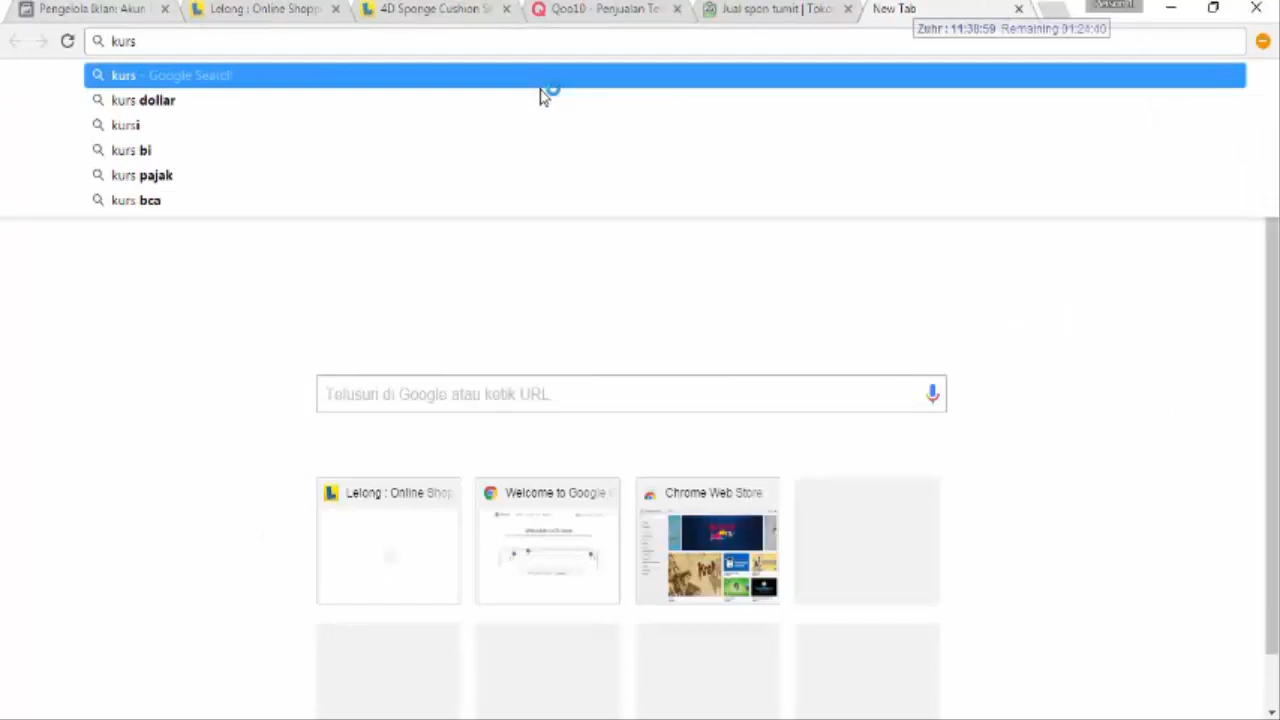 Pengelola Iklan: Akun
Lelong : Online Shopp
4D Sponge Cushion S
Qoo10 - Penjualan Te
Jual spon tumit | Toko
New Tab
Zuhr : 11:38:59 Remaining 01:24:40
kurs
kurs - Google Search
kurs dollar
kursi
kurs bi
kurs pajak
kurs bca
Telusuri di Google atau ketik URL
Lelong : Online Shop
Welcome to Google
Chrome Web Store